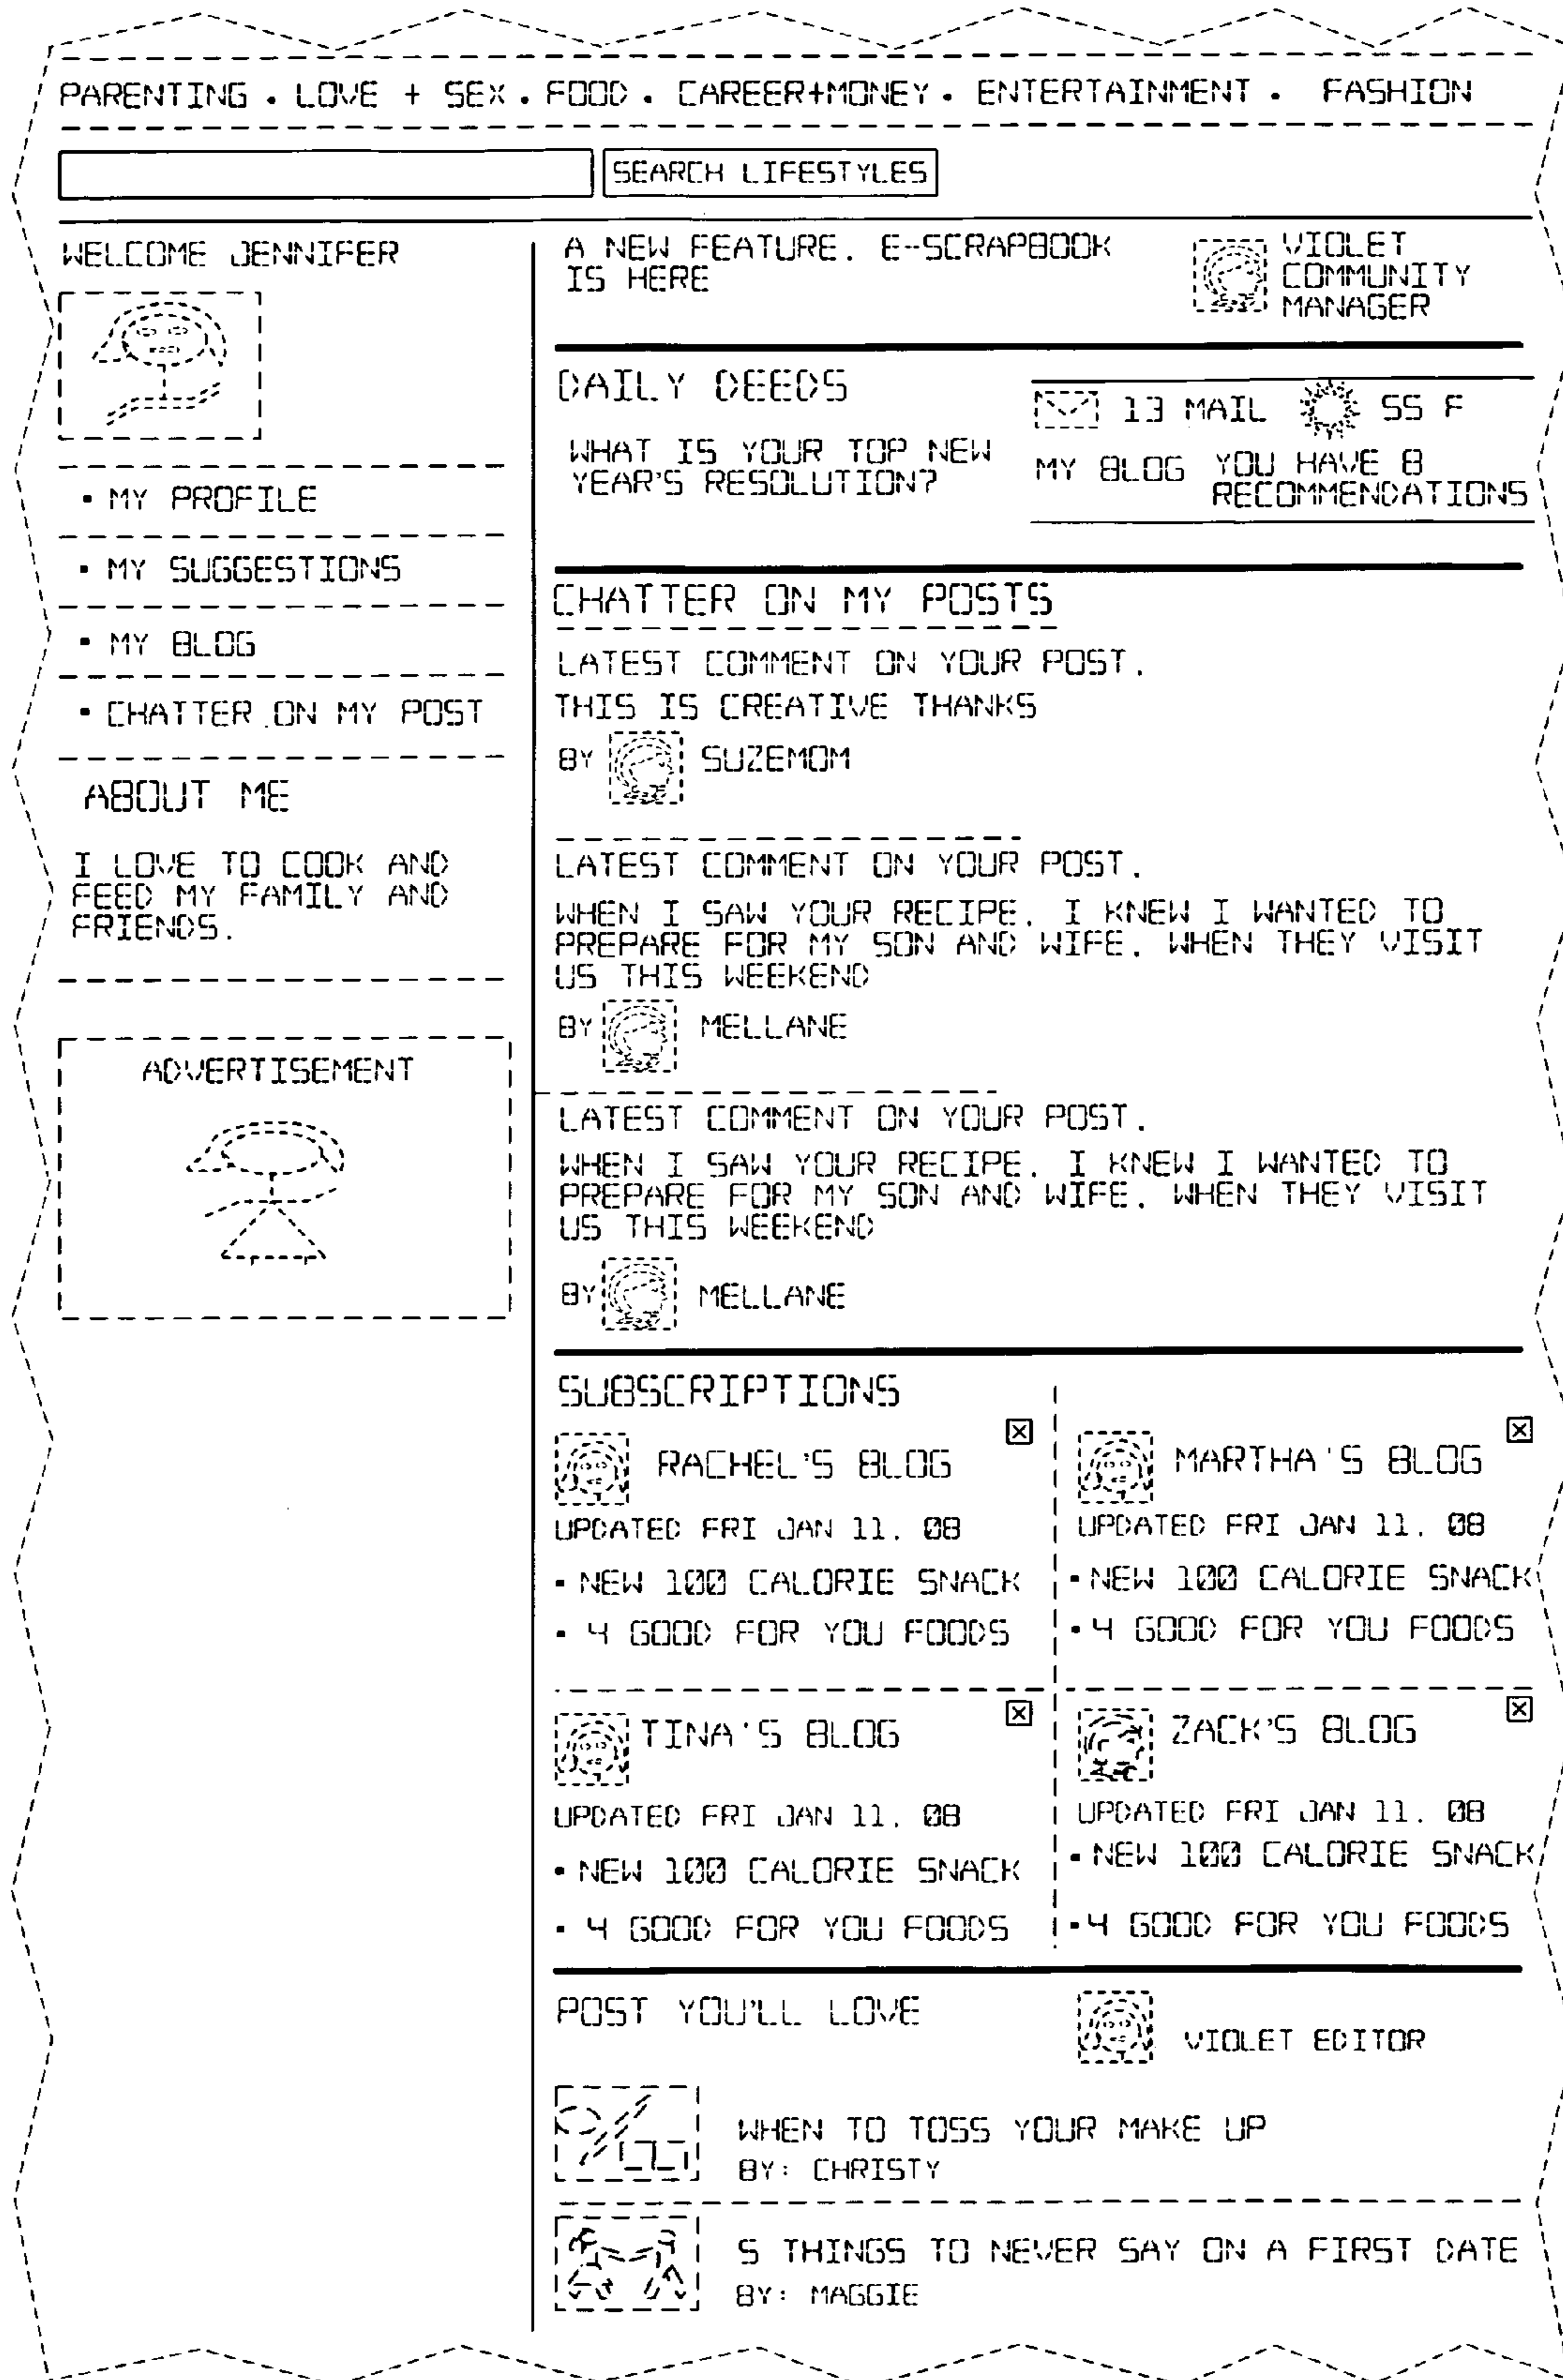 PARENTING . LOVE + SEX . FOOD . CAREER+MONEY . ENTERTAINMENT . FASHION
SEARCH LIFESTYLES
WELCOME JENNIFER
• MY PROFILE
• MY SUGGESTIONS
• MY BLOG
• CHATTER ON MY POST
ABOUT ME
I LOVE TO COOK AND
FEED MY FAMILY AND
FRIENDS.
ADVERTISEMENT
A NEW FEATURE. E-SCRAPBOOK
IS HERE
VIOLET
COMMUNITY
MANAGER
DAILY DEEDS
WHAT IS YOUR TOP NEW
YEAR'S RESOLUTION?
13 MAIL 55 F
MY BLOG YOU HAVE 8
RECOMMENDATIONS
CHATTER ON MY POSTS
LATEST COMMENT ON YOUR POST.
THIS IS CREATIVE THANKS
BY SUZEMOM
LATEST COMMENT ON YOUR POST.
WHEN I SAW YOUR RECIPE. I KNEW I WANTED TO
PREPARE FOR MY SON AND WIFE. WHEN THEY VISIT
US THIS WEEKEND
BY MELLANE
LATEST COMMENT ON YOUR POST.
WHEN I SAW YOUR RECIPE. I KNEW I WANTED TO
PREPARE FOR MY SON AND WIFE. WHEN THEY VISIT
US THIS WEEKEND
BY MELLANE
SUBSCRIPTIONS
RACHEL'S BLOG
UPDATED FRI JAN 11. 08
• NEW 100 CALORIE SNACK
• 4 GOOD FOR YOU FOODS
MARTHA'S BLOG
UPDATED FRI JAN 11. 08
• NEW 100 CALORIE SNACK
• 4 GOOD FOR YOU FOODS
TINA'S BLOG
UPDATED FRI JAN 11. 08
• NEW 100 CALORIE SNACK
• 4 GOOD FOR YOU FOODS
ZACK'S BLOG
UPDATED FRI JAN 11. 08
• NEW 100 CALORIE SNACK
• 4 GOOD FOR YOU FOODS
POST YOU'LL LOVE
VIOLET EDITOR
WHEN TO TOSS YOUR MAKE UP
BY: CHRISTY
5 THINGS TO NEVER SAY ON A FIRST DATE
BY: MAGGIE